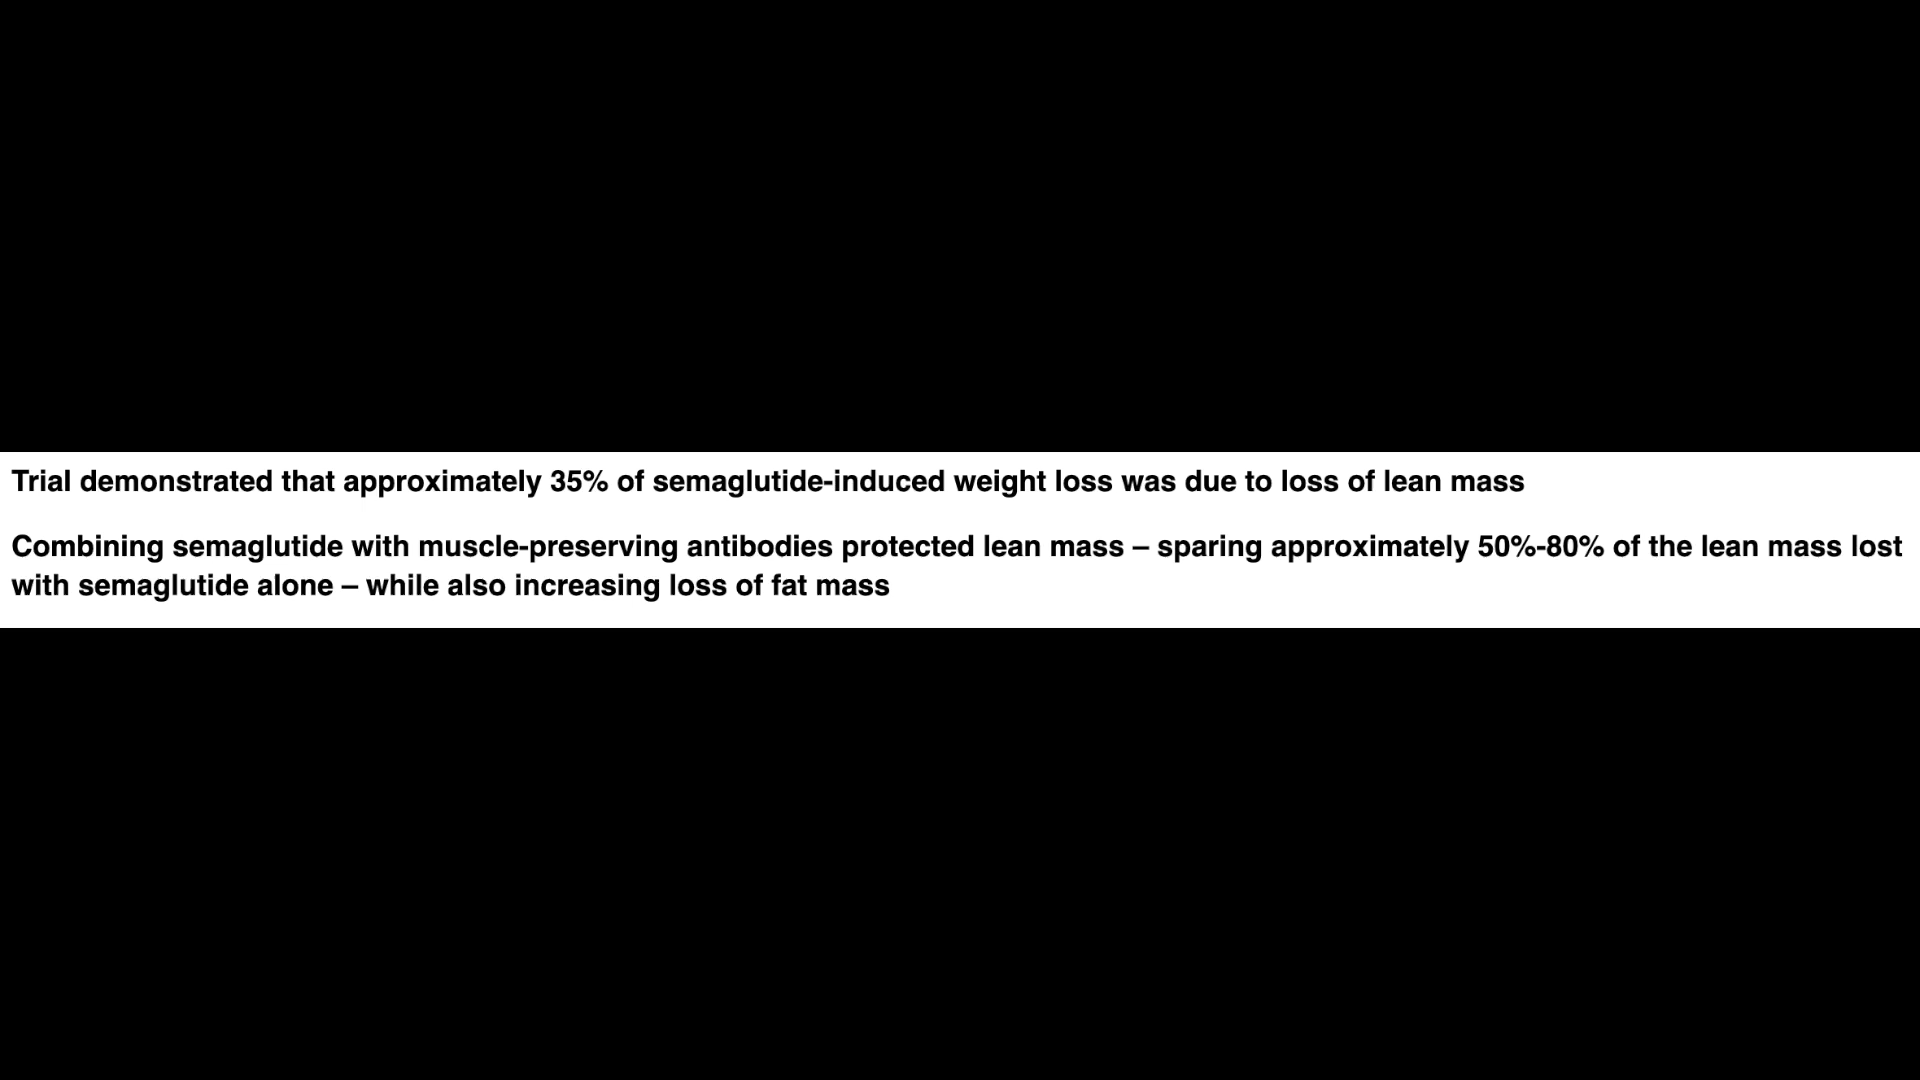 Trial demonstrated that approximately 35% of semaglutide-induced weight loss was due to loss of lean mass
Combining semaglutide with muscle-preserving antibodies protected lean mass – sparing approximately 50%-80% of the lean mass lost
with semaglutide alone – while also increasing loss of fat mass